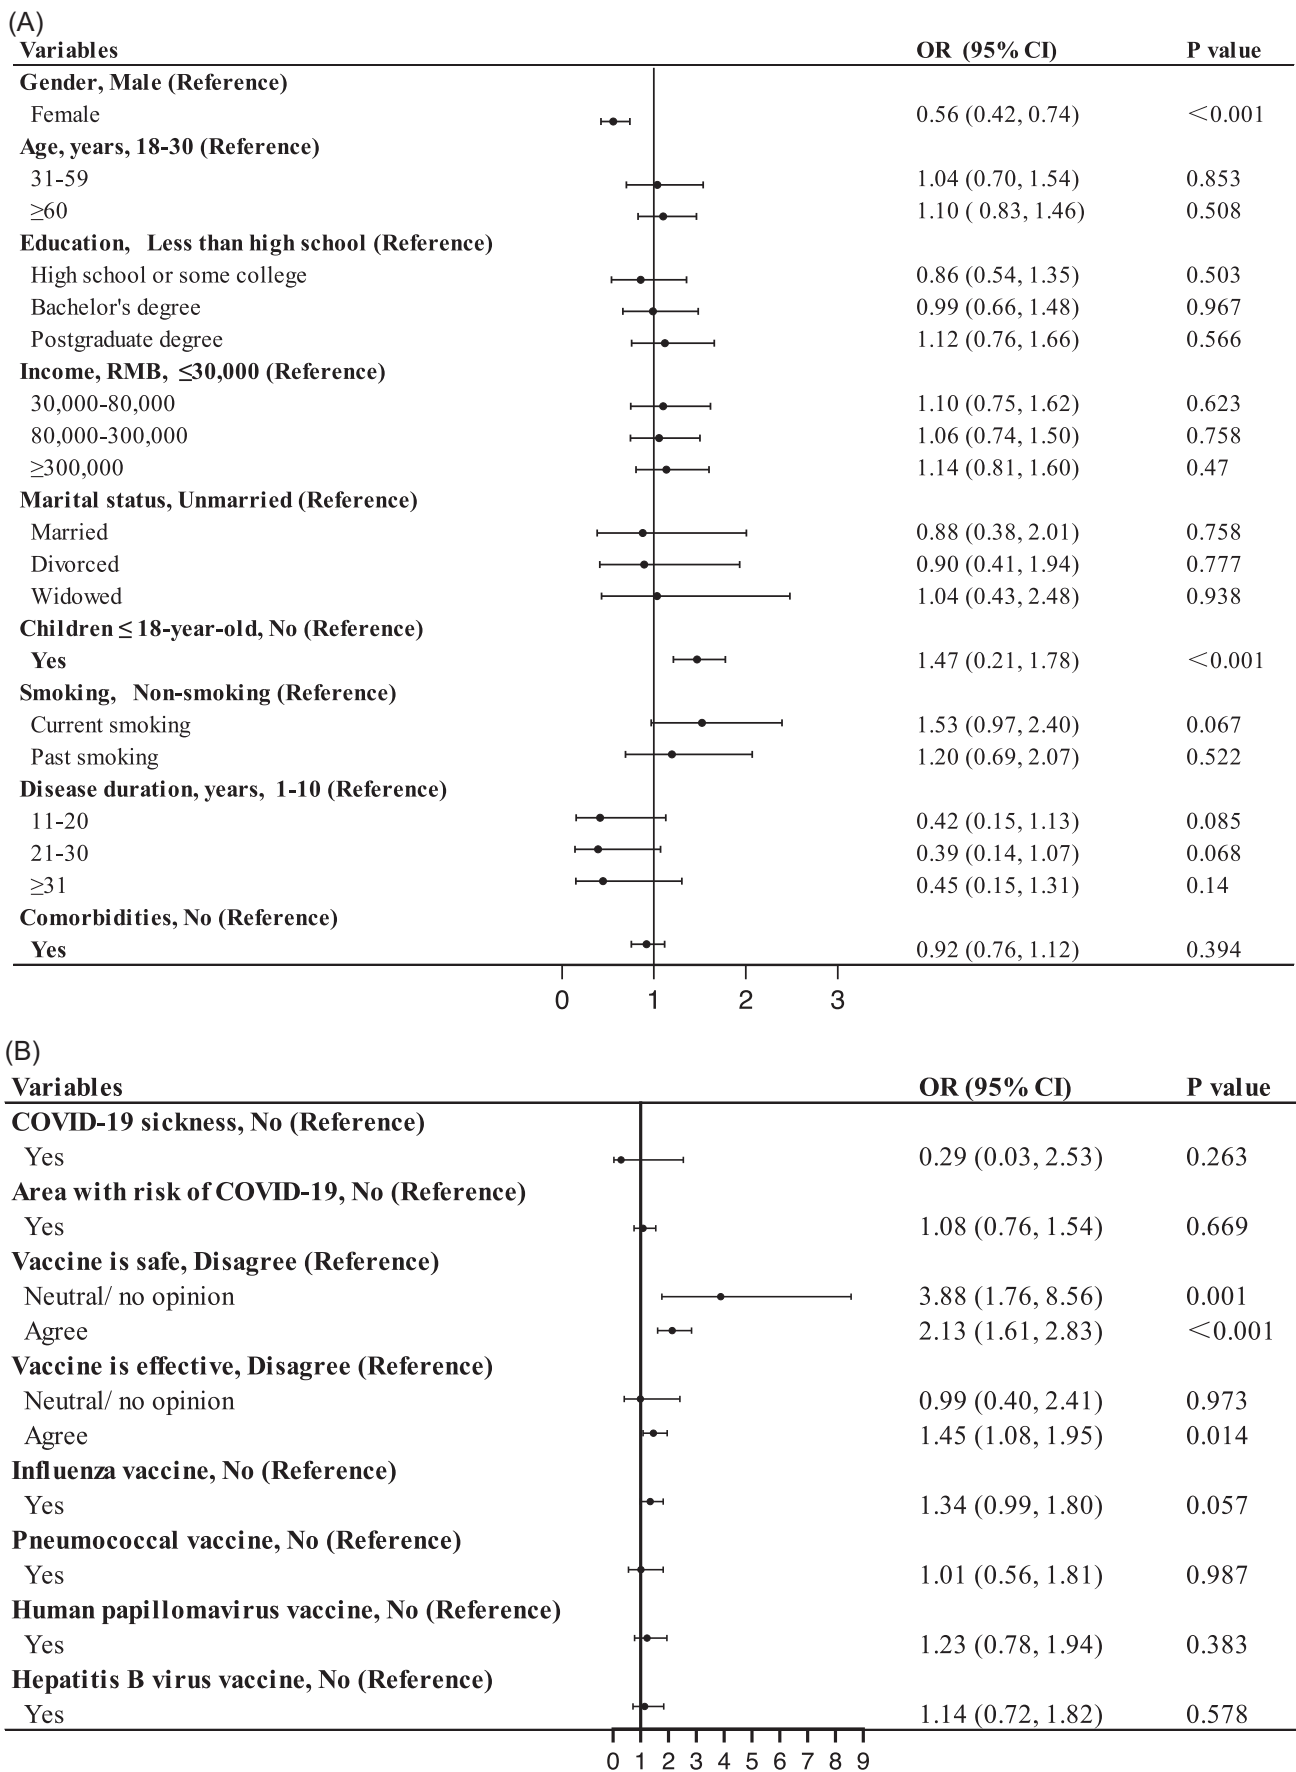 (A)
Variables OR (95% CI) P value
Gender, Male (Reference)
Female 0.56 (0.42, 0.74) <0.001
Age, years, 18-30 (Reference)
31-59 1.04 (0.70, 1.54) 0.853
≥60 1.10 ( 0.83, 1.46) 0.508
Education, Less than high school (Reference)
High school or some college 0.86 (0.54, 1.35) 0.503
Bachelor's degree 0.99 (0.66, 1.48) 0.967
Postgraduate degree 1.12 (0.76, 1.66) 0.566
Income, RMB, ≤30,000 (Reference)
30,000-80,000 1.10 (0.75, 1.62) 0.623
80,000-300,000 1.06 (0.74, 1.50) 0.758
≥300,000 1.14 (0.81, 1.60) 0.47
Marital status, Unmarried (Reference)
Married 0.88 (0.38, 2.01) 0.758
Divorced 0.90 (0.41, 1.94) 0.777
Widowed 1.04 (0.43, 2.48) 0.938
Children ≤ 18-year-old, No (Reference)
Yes 1.47 (0.21, 1.78) <0.001
Smoking, Non-smoking (Reference)
Current smoking 1.53 (0.97, 2.40) 0.067
Past smoking 1.20 (0.69, 2.07) 0.522
Disease duration, years, 1-10 (Reference)
11-20 0.42 (0.15, 1.13) 0.085
21-30 0.39 (0.14, 1.07) 0.068
≥31 0.45 (0.15, 1.31) 0.14
Comorbidities, No (Reference)
Yes 0.92 (0.76, 1.12) 0.394
0 1 2 3
(B)
Variables OR (95% CI) P value
COVID-19 sickness, No (Reference)
Yes 0.29 (0.03, 2.53) 0.263
Area with risk of COVID-19, No (Reference)
Yes 1.08 (0.76, 1.54) 0.669
Vaccine is safe, Disagree (Reference)
Neutral/ no opinion 3.88 (1.76, 8.56) 0.001
Agree 2.13 (1.61, 2.83) <0.001
Vaccine is effective, Disagree (Reference)
Neutral/ no opinion 0.99 (0.40, 2.41) 0.973
Agree 1.45 (1.08, 1.95) 0.014
Influenza vaccine, No (Reference)
Yes 1.34 (0.99, 1.80) 0.057
Pneumococcal vaccine, No (Reference)
Yes 1.01 (0.56, 1.81) 0.987
Human papillomavirus vaccine, No (Reference)
Yes 1.23 (0.78, 1.94) 0.383
Hepatitis B virus vaccine, No (Reference)
Yes 1.14 (0.72, 1.82) 0.578
0 1 2 3 4 5 6 7 8 9